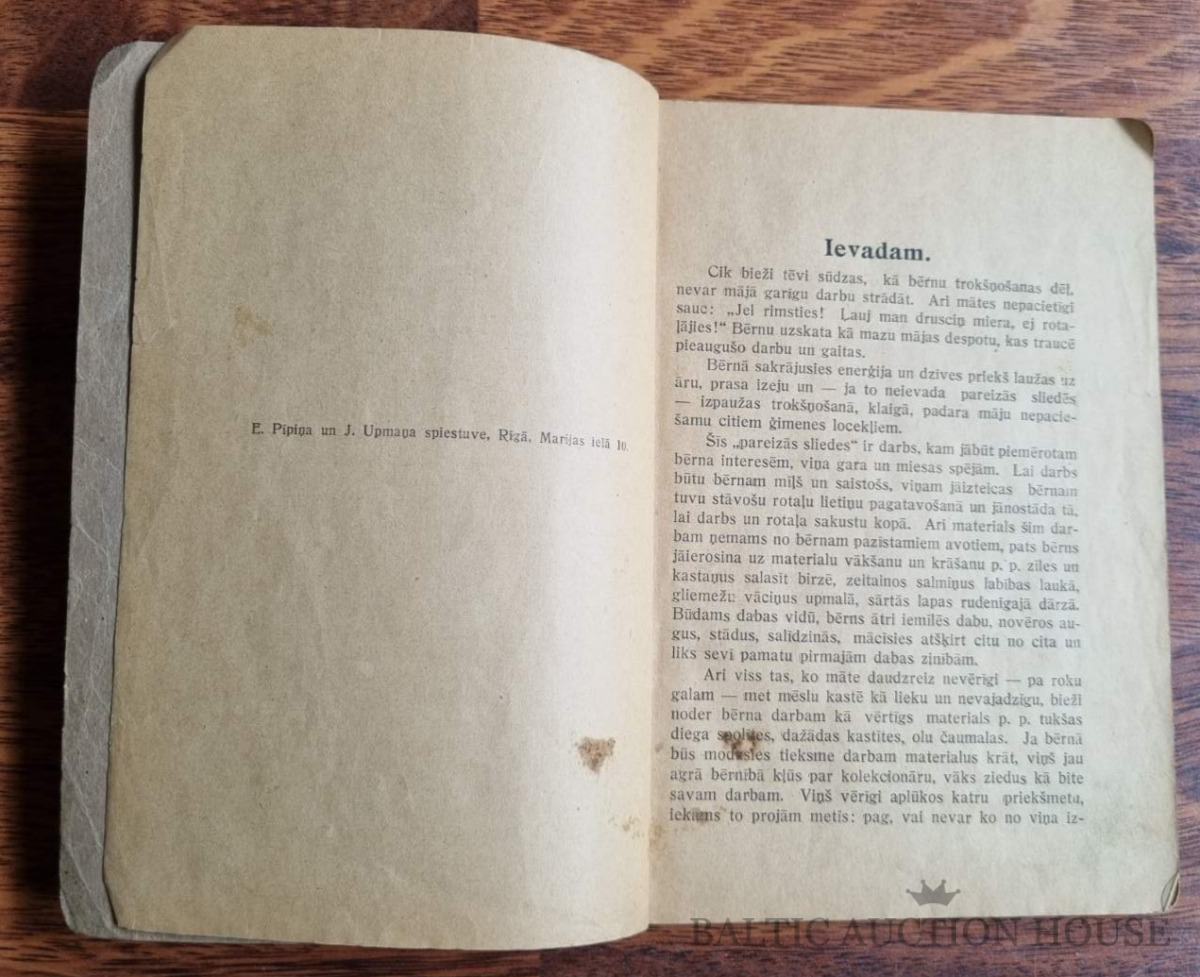 E. Pīpiņa un J. Upmaņa spiestuve, Rīgā, Marijas ielā 10.
Ievadam.
Cik bieži tēvi sūdzas, kā bērnu trokšņošanas dēļ,
nevar mājā garīgu darbu strādāt. Ari mātes nepacietīgi
sauc: „Jel rimsties! Ļauj man drusciņ miera, ej rota-
ļājies!“ Bērnu uzskata kā mazu mājas despotu, kas traucē
pieaugušo darbu un gaitas.
Bērnā sakrājusies enerģija un dzīves prieks laužas uz
āru, prasa izeju un — ja to neievada pareizās sliedēs
— izpaužas trokšņošanā, klaigā, padara māju nepacie-
šamu citiem ģimenes locekļiem.
Šīs „pareizās sliedes“ ir darbs, kam jābūt piemērotam
bērna interesēm, viņa gara un miesas spējām. Lai darbs
būtu bērnam mīļš un saistošs, viņam jāizteicas bērnam
tuvu stāvošu rotaļu lietiņu pagatavošanā un jānostāda tā,
lai darbs un rotaļa sakustu kopā. Ari materials šim dar-
bam ņemams no bērnam pazīstamiem avotiem, pats bērns
jāierosina uz materialu vākšanu un krāšanu p. p. zīles un
kastaņus salasīt birzē, zeltainos salmiņus labības laukā,
gliemežu vāciņus upmalā, sārtās lapas rudenīgajā dārzā.
Būdams dabas vidū, bērns ātri iemīlēs dabu, novēros au-
gus, stādus, salīdzinās, mācīsies atšķirt citu no cita un
liks sevī pamatu pirmajām dabas zinībām.
Ari viss tas, ko māte daudzreiz nevērīgi — pa roku
galam — met mēslu kastē kā lieku un nevajadzīgu, bieži
noder bērna darbam kā vērtīgs materials p. p. tukšas
diega spolītes, dažādas kastītes, olu čaumalas. Ja bērnā
būs modusies tieksme darbam materialus krāt, viņš jau
agrā bērnībā kļūs par kolekcionāru, vāks ziedus kā bite
savam darbam. Viņš vērīgi aplūkos katru priekšmetu,
iekams to projām metīs: pag, vai nevar ko no viņa iz-
BALTIC AUCTION HOUSE